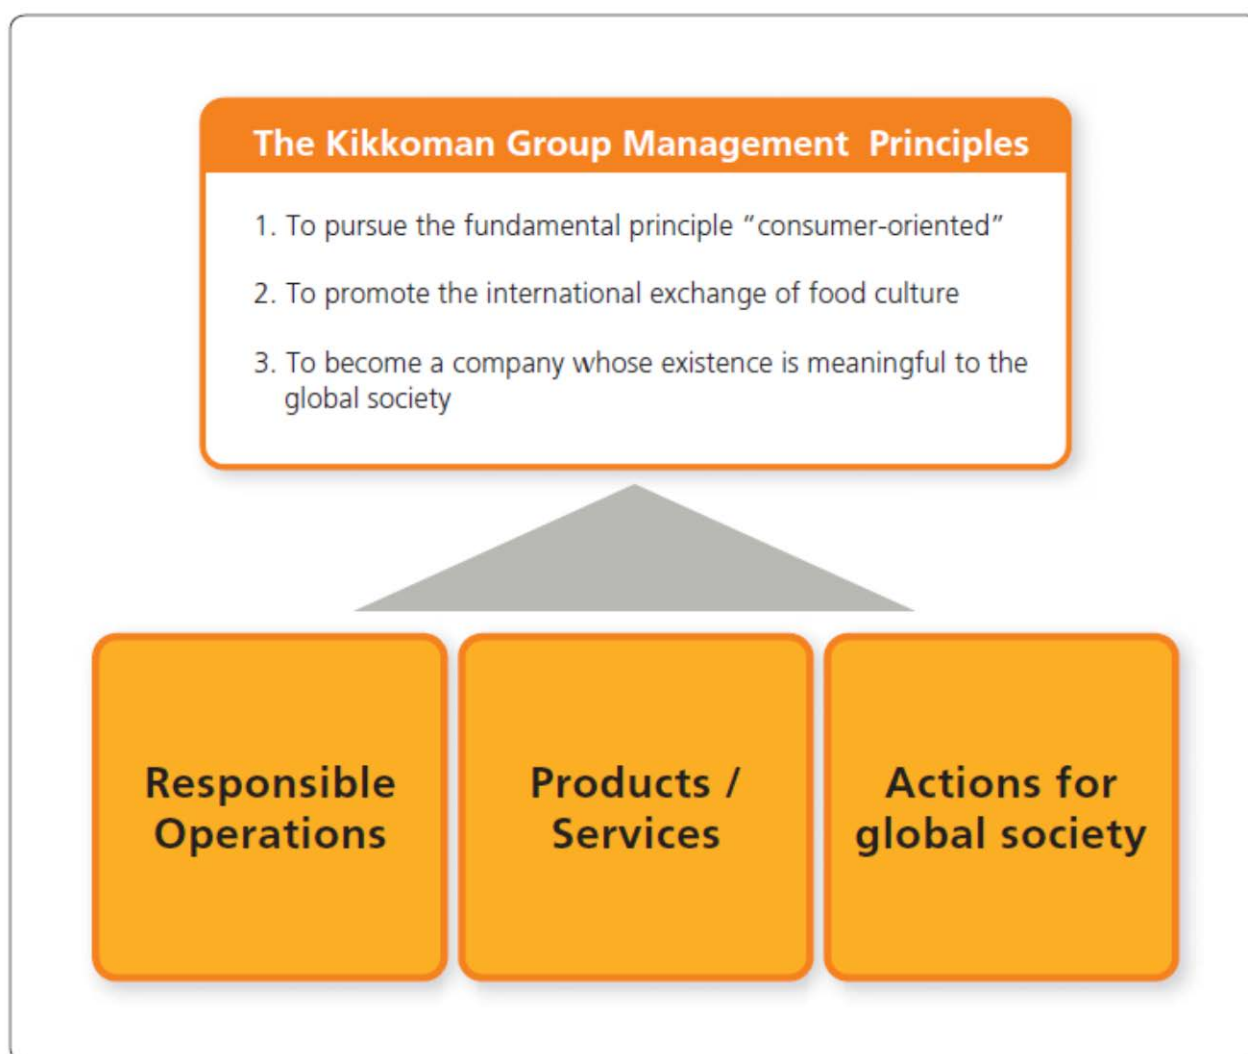 The Kikkoman Group Management Principles
1. To pursue the fundamental principle “consumer-oriented”
2. To promote the international exchange of food culture
3. To become a company whose existence is meaningful to the
global society
Responsible
Operations
Products /
Services
Actions for
global society